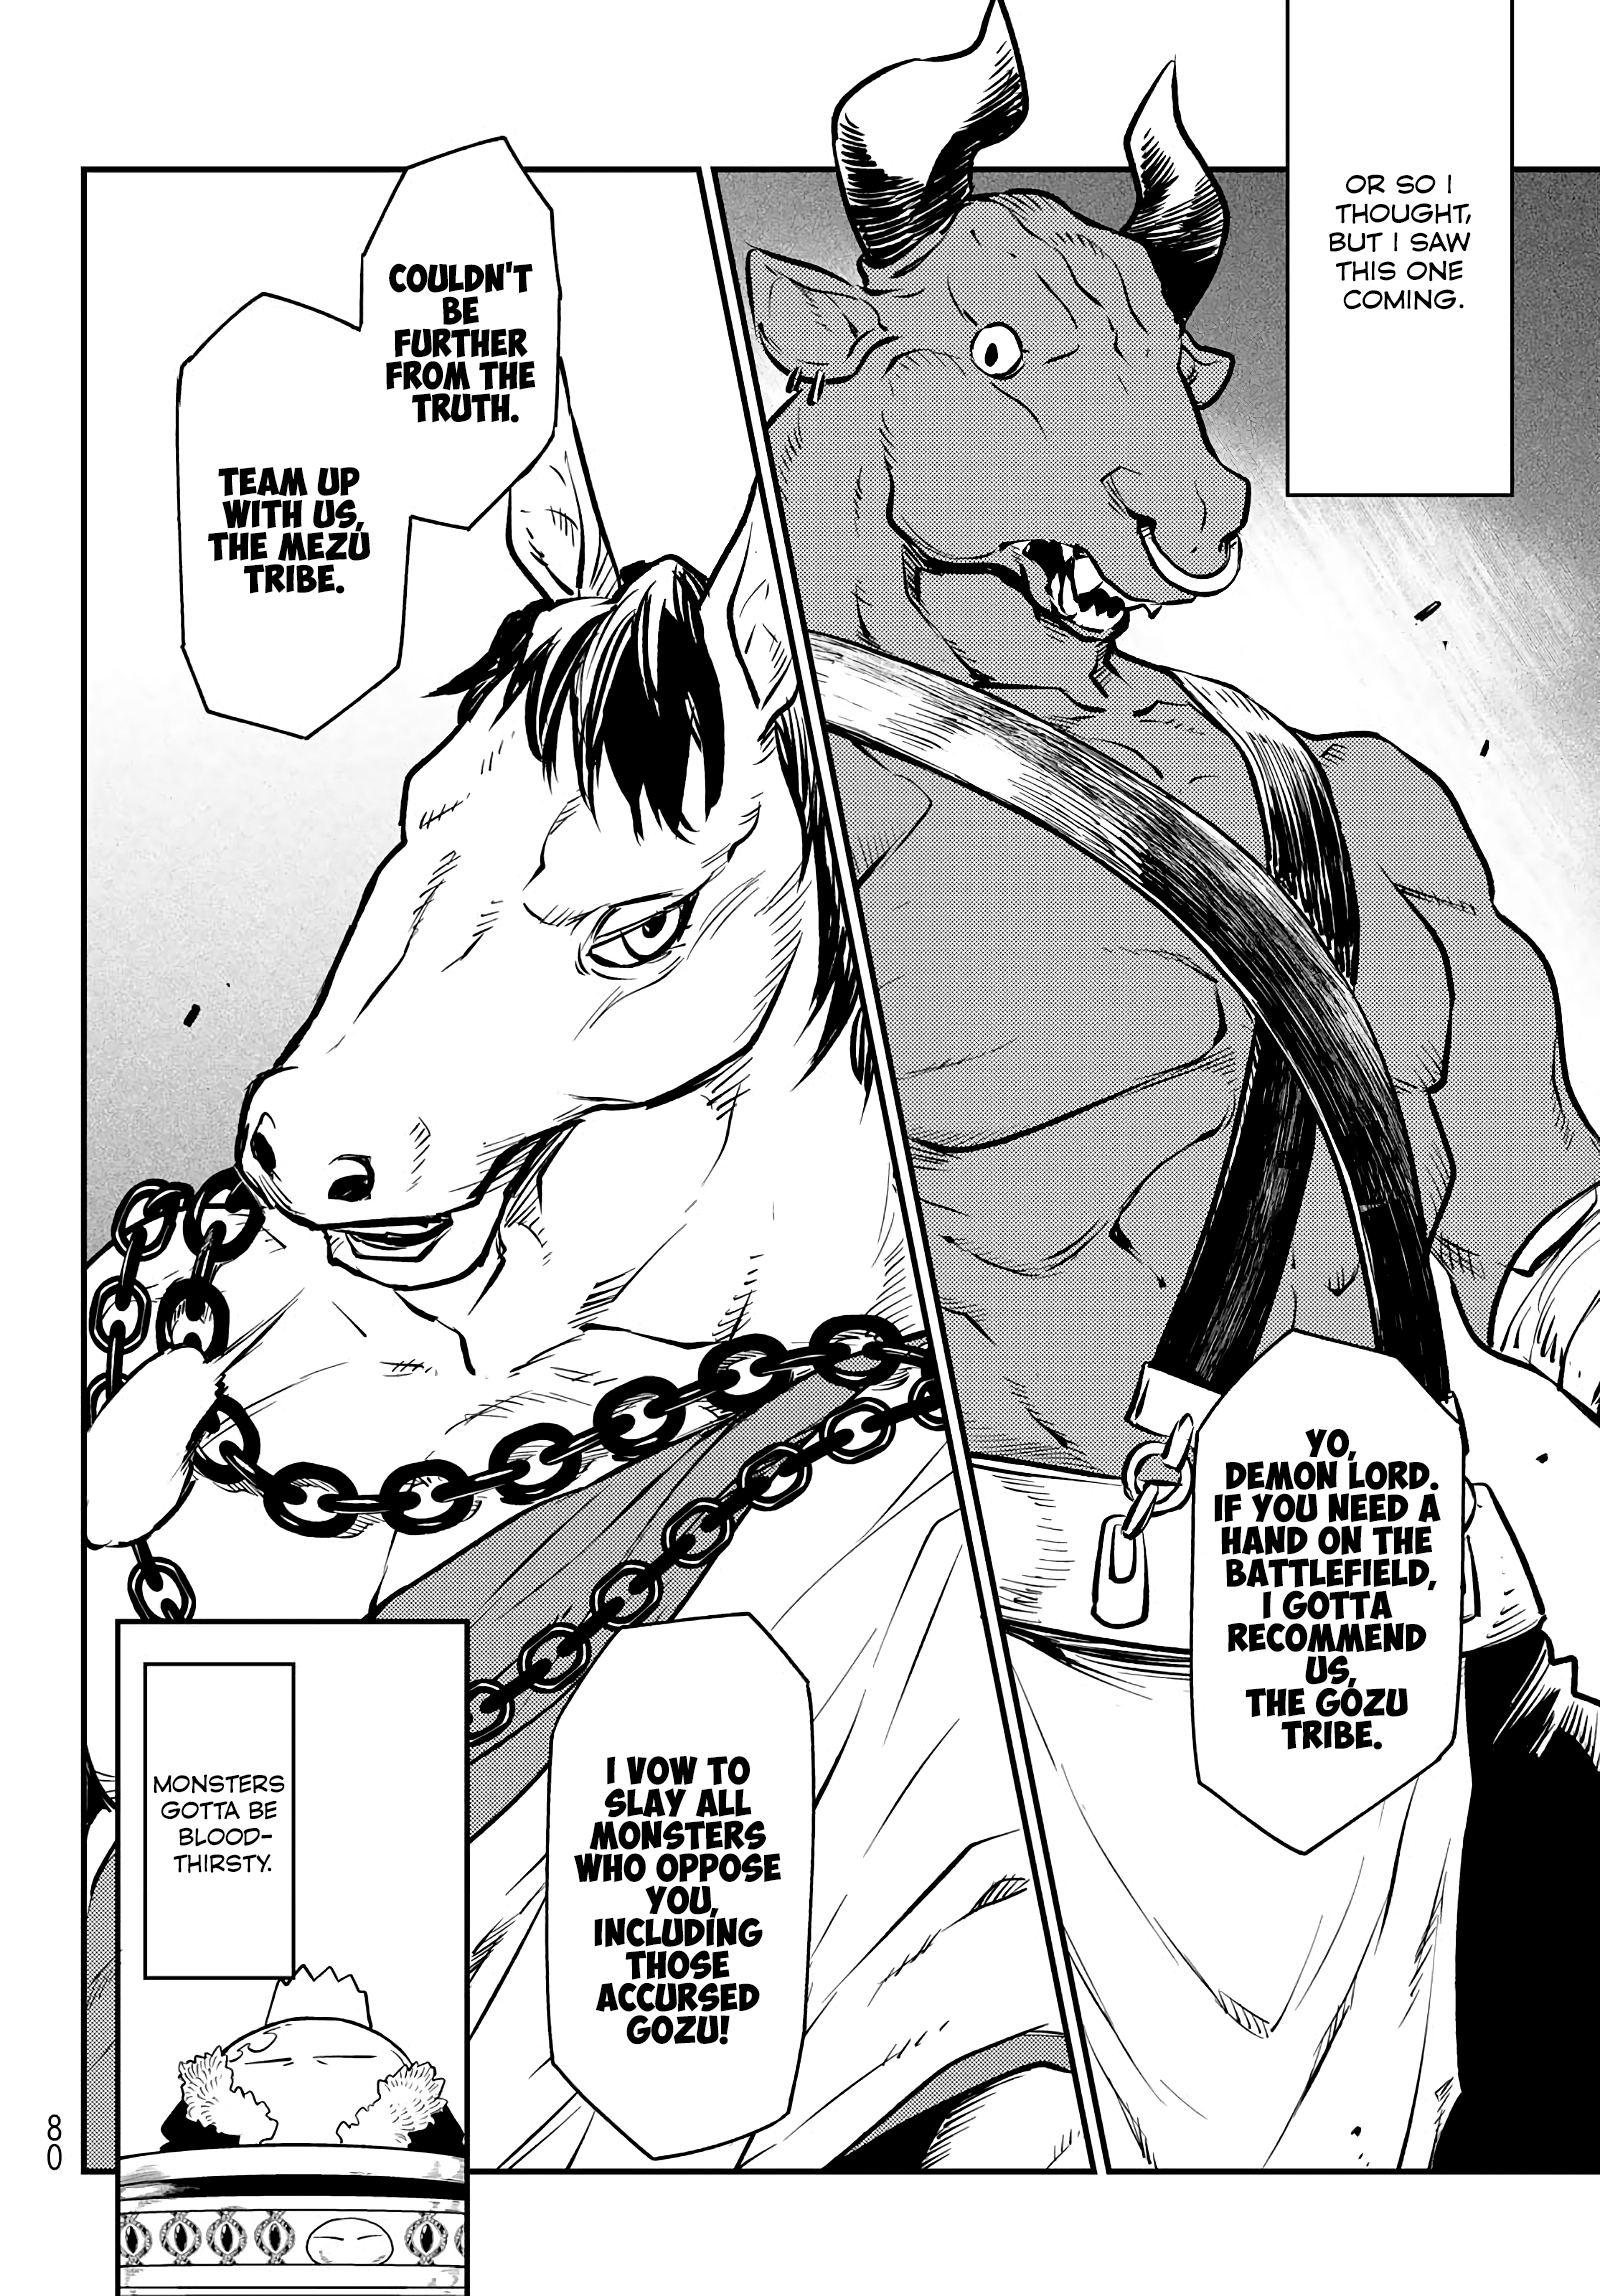 OR SO I
THOUGHT,
BUT I SAW
THIS ONE
COMING.
YO,
DEMON LORD.
IF YOU NEED A
HAND ON THE
BATTLEFIELD,
I GOTTA
RECOMMEND
US,
THE GOZU
TRIBE.
COULDN'T
BE
FURTHER
FROM THE
TRUTH.
TEAM UP
WITH US,
THE MEZU
TRIBE.
I VOW TO
SLAY ALL
MONSTERS
WHO OPPOSE
YOU,
INCLUDING
THOSE
ACCURSED
GOZU!
MONSTERS
GOTTA BE
BLOOD-
THIRSTY.
80